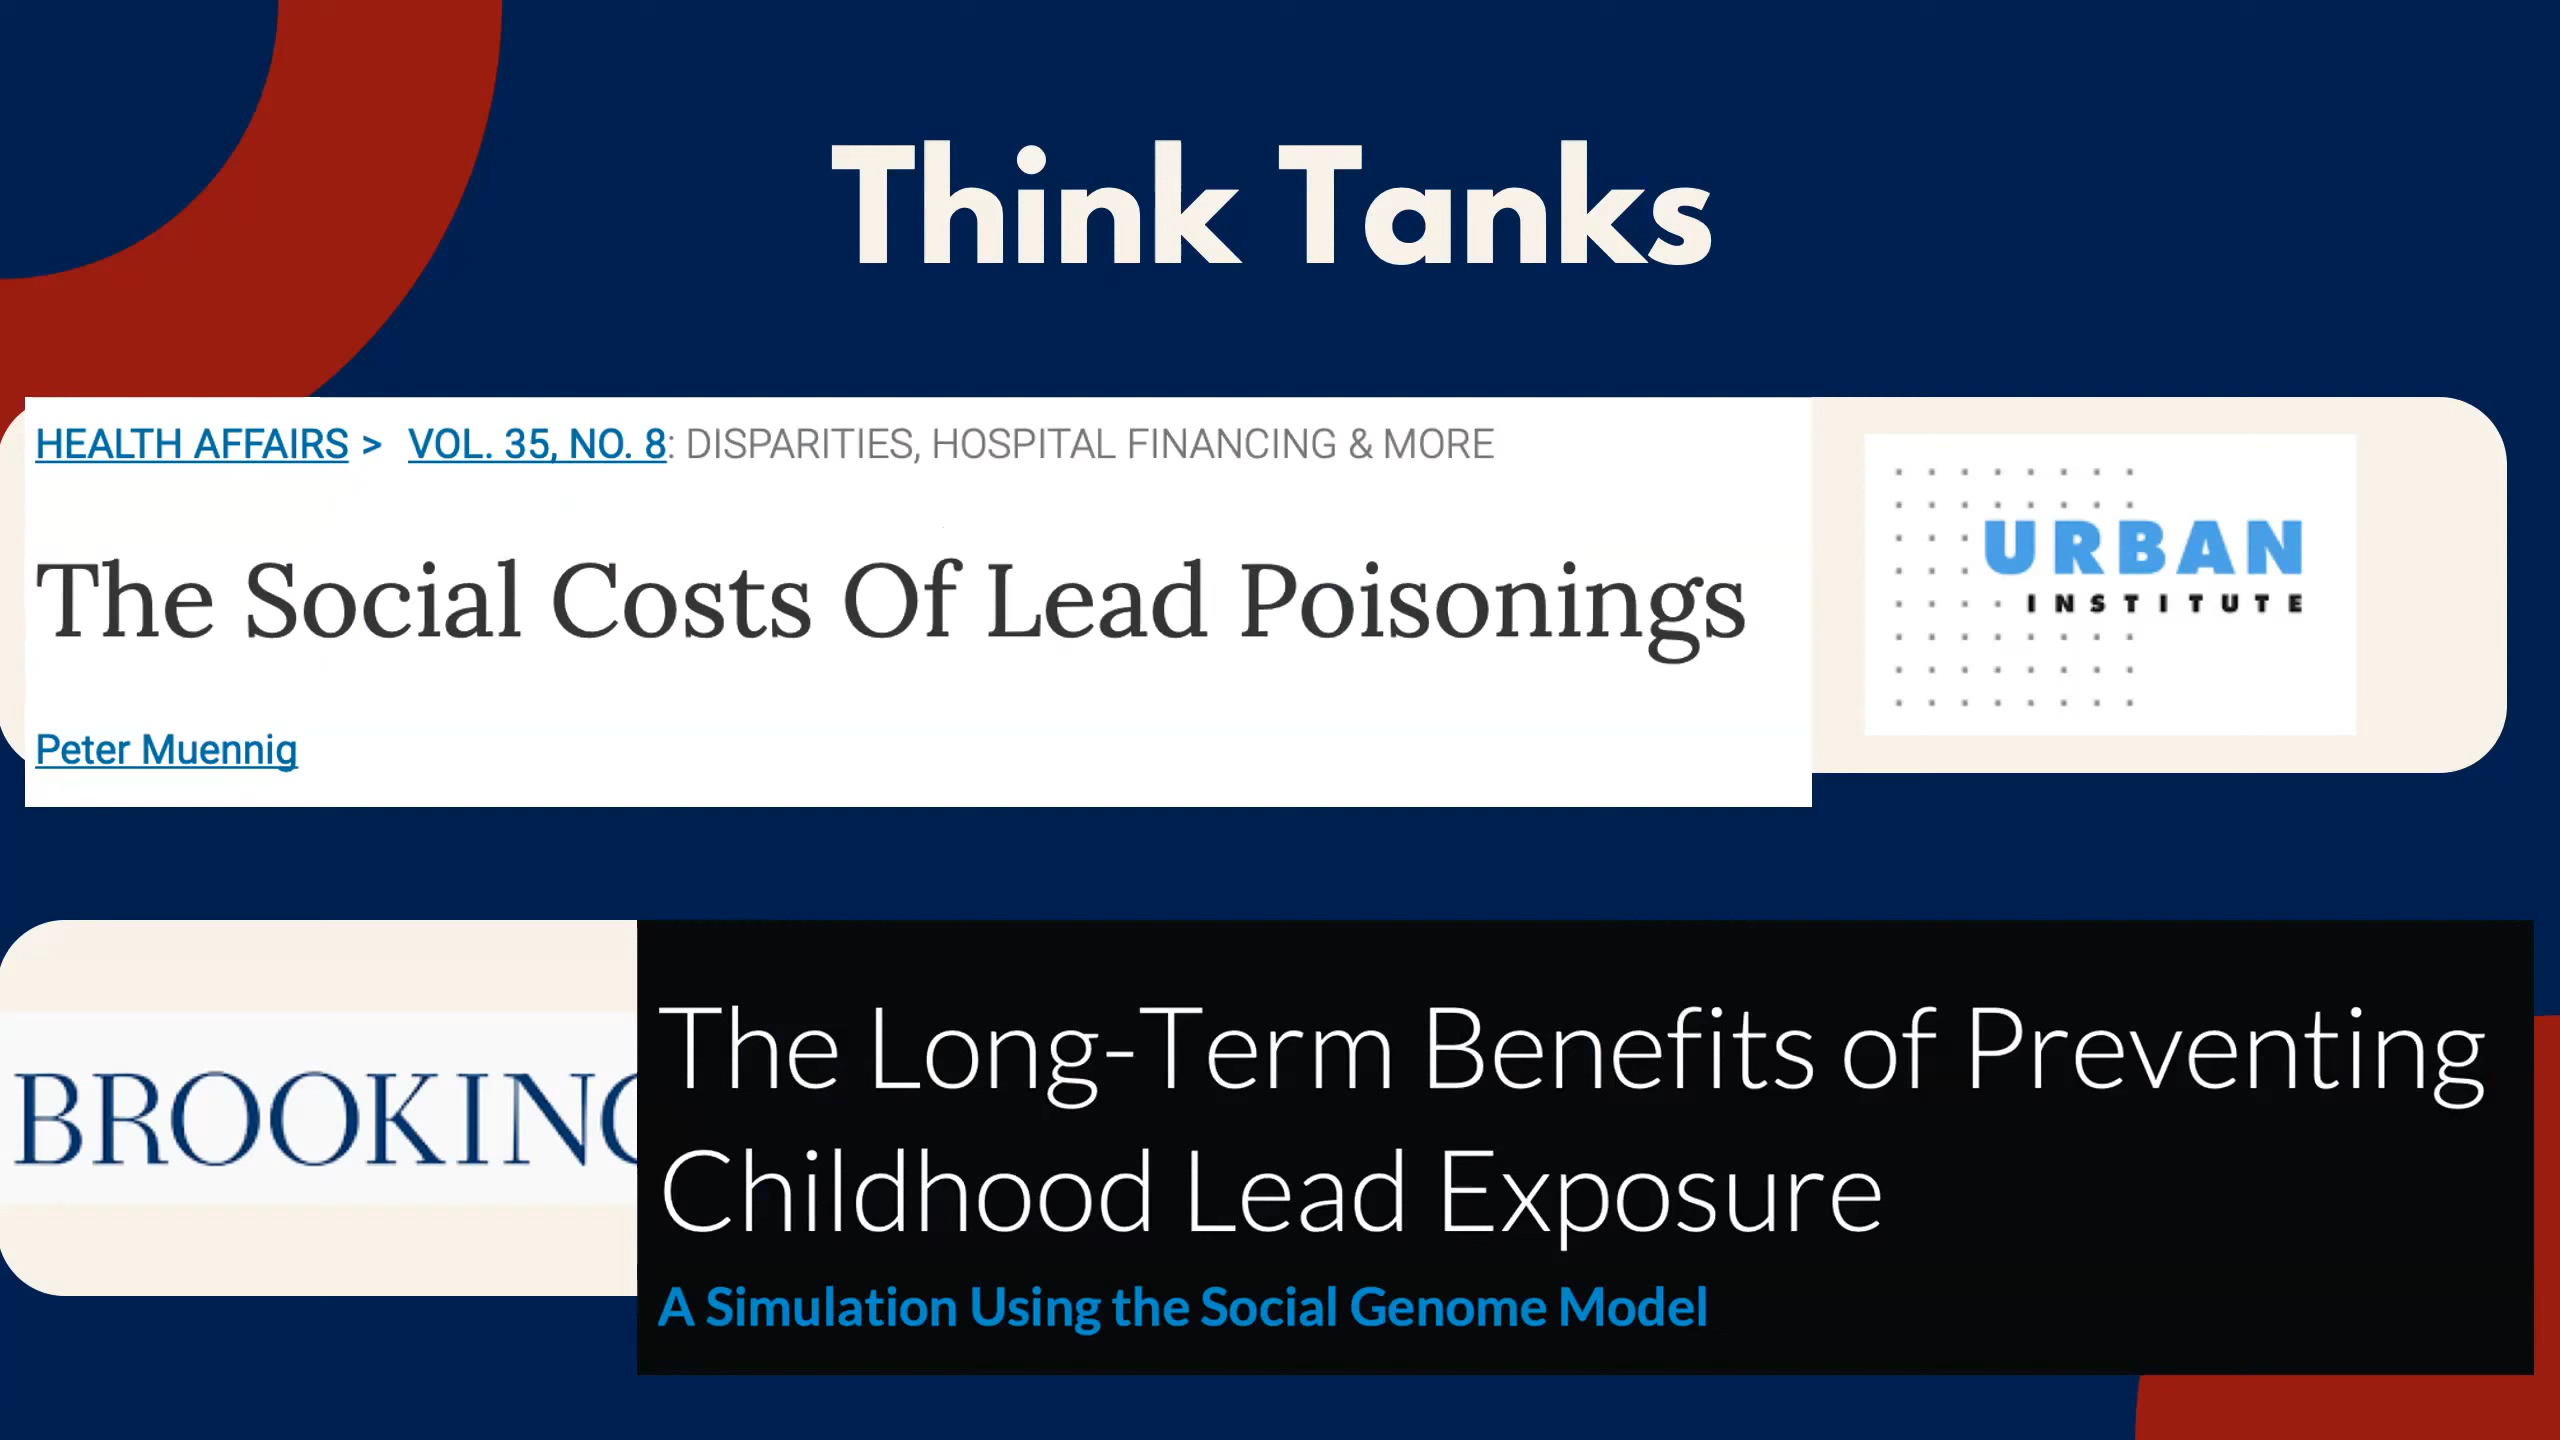 Think Tanks
HEALTH AFFAIRS > VOL. 35, NO. 8: DISPARITIES, HOSPITAL FINANCING & MORE
The Social Costs Of Lead Poisonings
Peter Muennig
URBAN
INSTITUTE
BROOKING
The Long-Term Benefits of Preventing
Childhood Lead Exposure
A Simulation Using the Social Genome Model